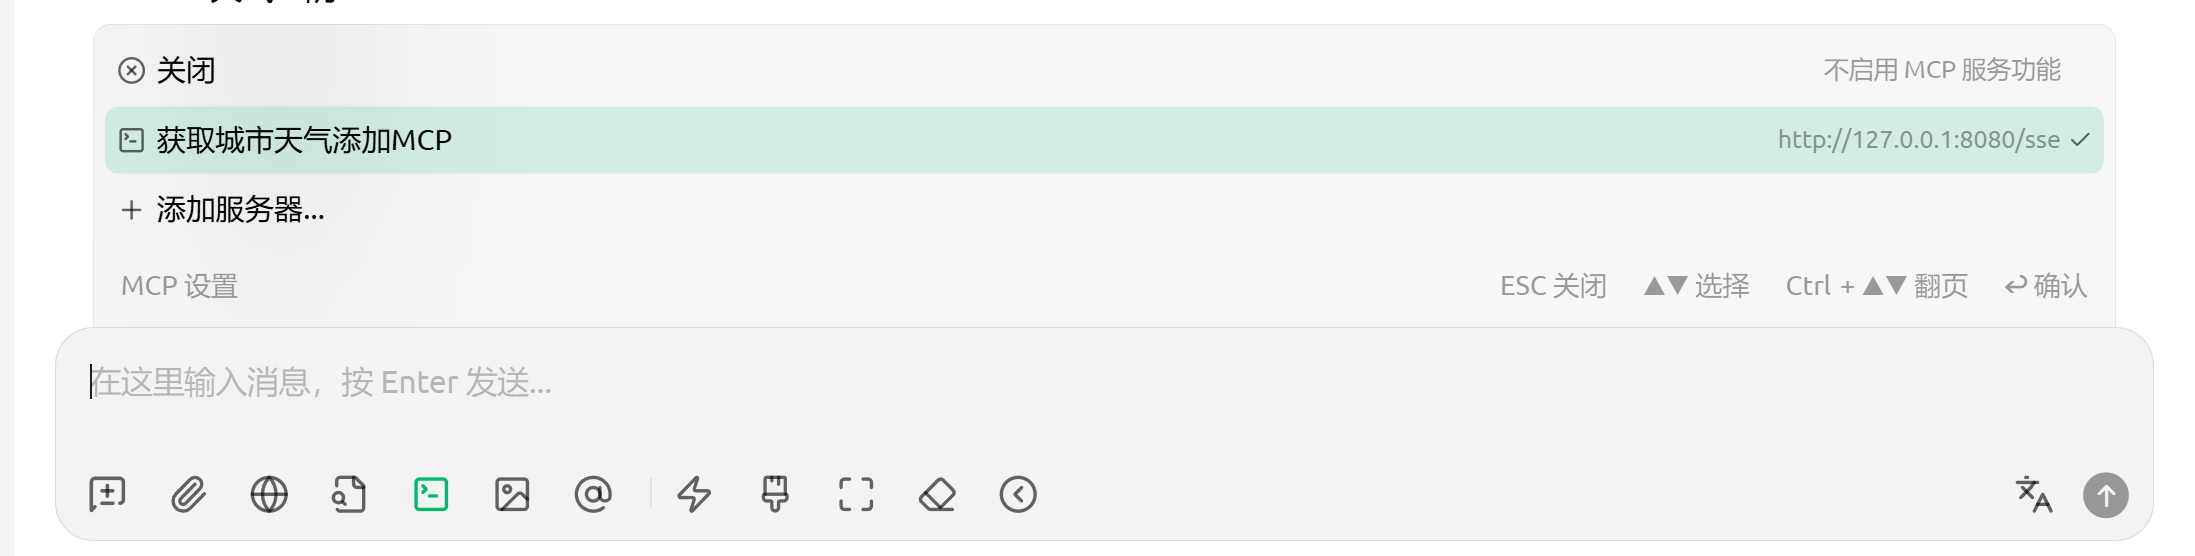 关闭 不启用 MCP 服务功能
获取城市天气添加MCP http://127.0.0.1:8080/sse
添加服务器...
MCP 设置 ESC 关闭 ▲▼ 选择 Ctrl + ▲▼ 翻页 ↩ 确认
在这里输入消息，按 Enter 发送...